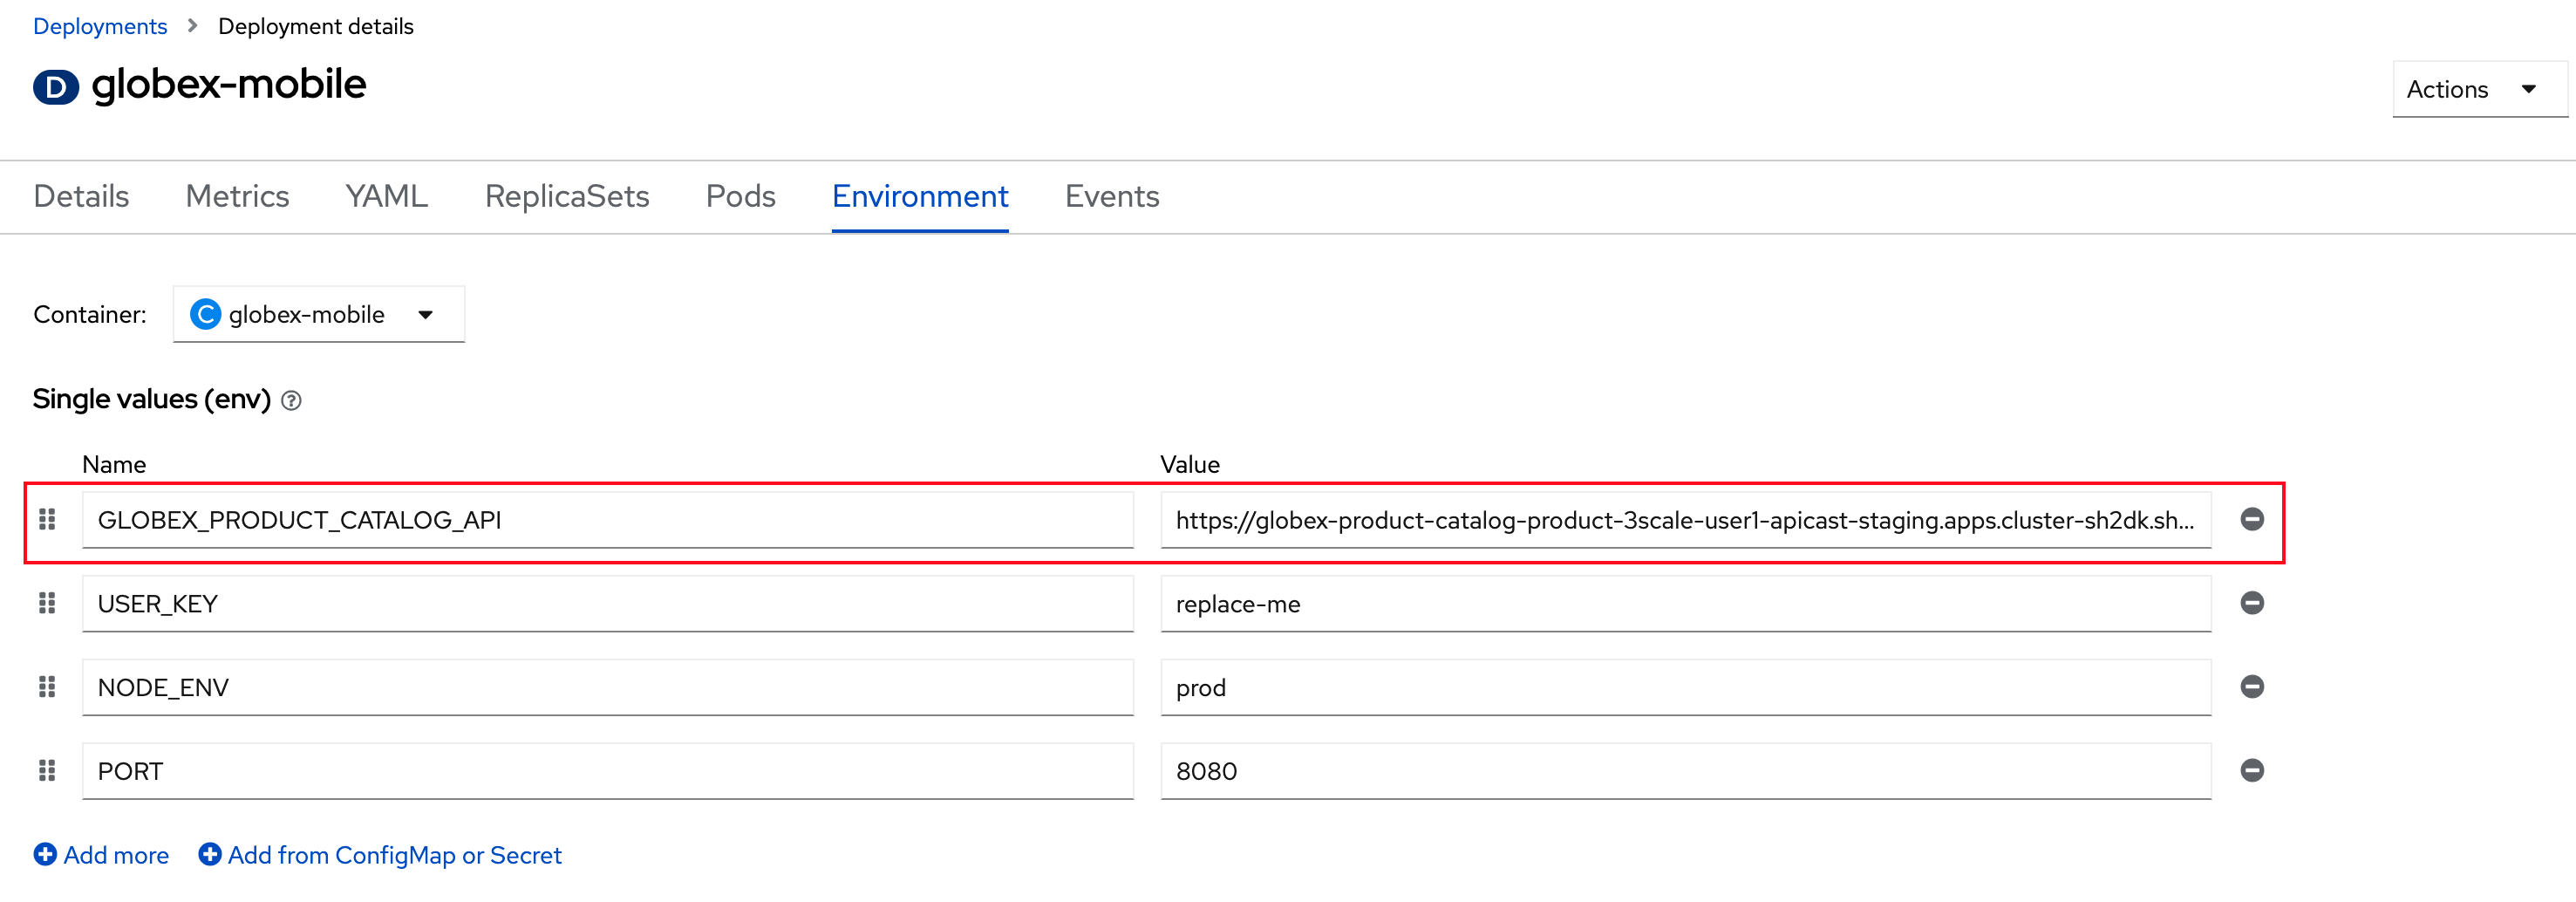 Deployments > Deployment details
D globex-mobile
Actions
Details Metrics YAML ReplicaSets Pods Environment Events
Container: C globex-mobile
Single values (env) ?
Name Value
GLOBEX_PRODUCT_CATALOG_API https://globex-product-catalog-product-3scale-user1-apicast-staging.apps.cluster-sh2dk.sh...
USER_KEY replace-me
NODE_ENV prod
PORT 8080
Add more Add from ConfigMap or Secret